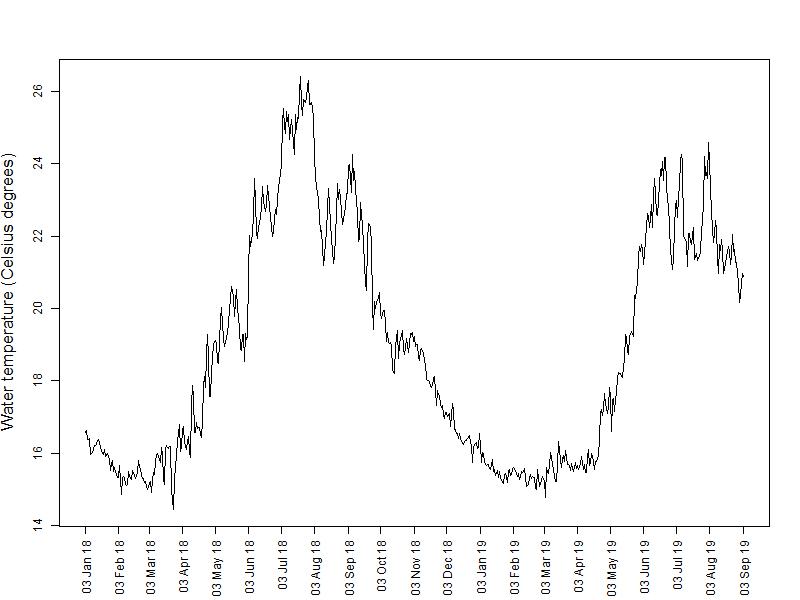 Water temperature (Celsius degrees)
26
24
22
20
18
16
14
03 Jan 18
03 Feb 18
03 Mar 18
03 Apr 18
03 May 18
03 Jun 18
03 Jul 18
03 Aug 18
03 Sep 18
03 Oct 18
03 Nov 18
03 Dec 18
03 Jan 19
03 Feb 19
03 Mar 19
03 Apr 19
03 May 19
03 Jun 19
03 Jul 19
03 Aug 19
03 Sep 19